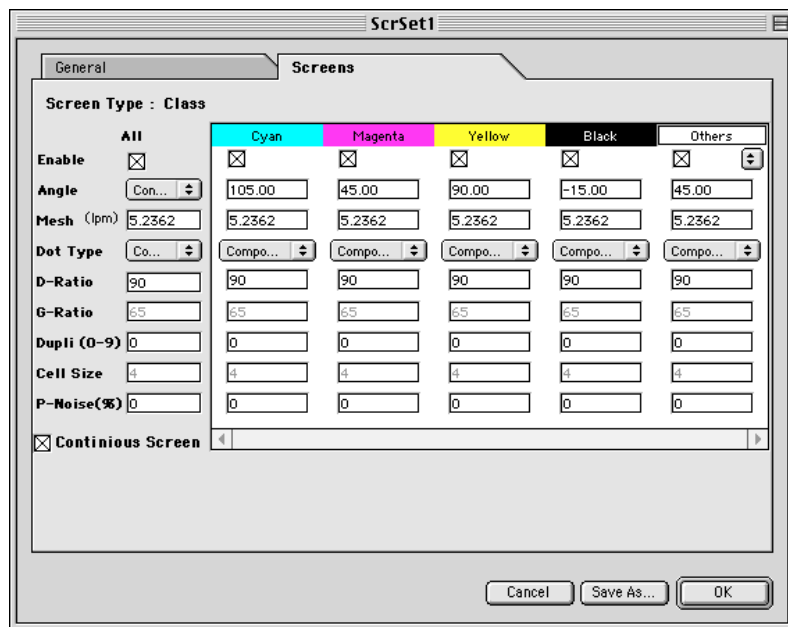 ScrSet1
General Screens
Screen Type : Class
All Cyan Magenta Yellow Black Others
Enable
Angle Con... 105.00 45.00 90.00 -15.00 45.00
Mesh (lpm) 5.2362 5.2362 5.2362 5.2362 5.2362 5.2362
Dot Type Co... Compo... Compo... Compo... Compo... Compo...
D-Ratio 90 90 90 90 90 90
G-Ratio 65 65 65 65 65 65
Dupli (0-9) 0 0 0 0 0 0
Cell Size 4 4 4 4 4 4
P-Noise(%) 0 0 0 0 0 0
Continious Screen
Cancel Save As... OK